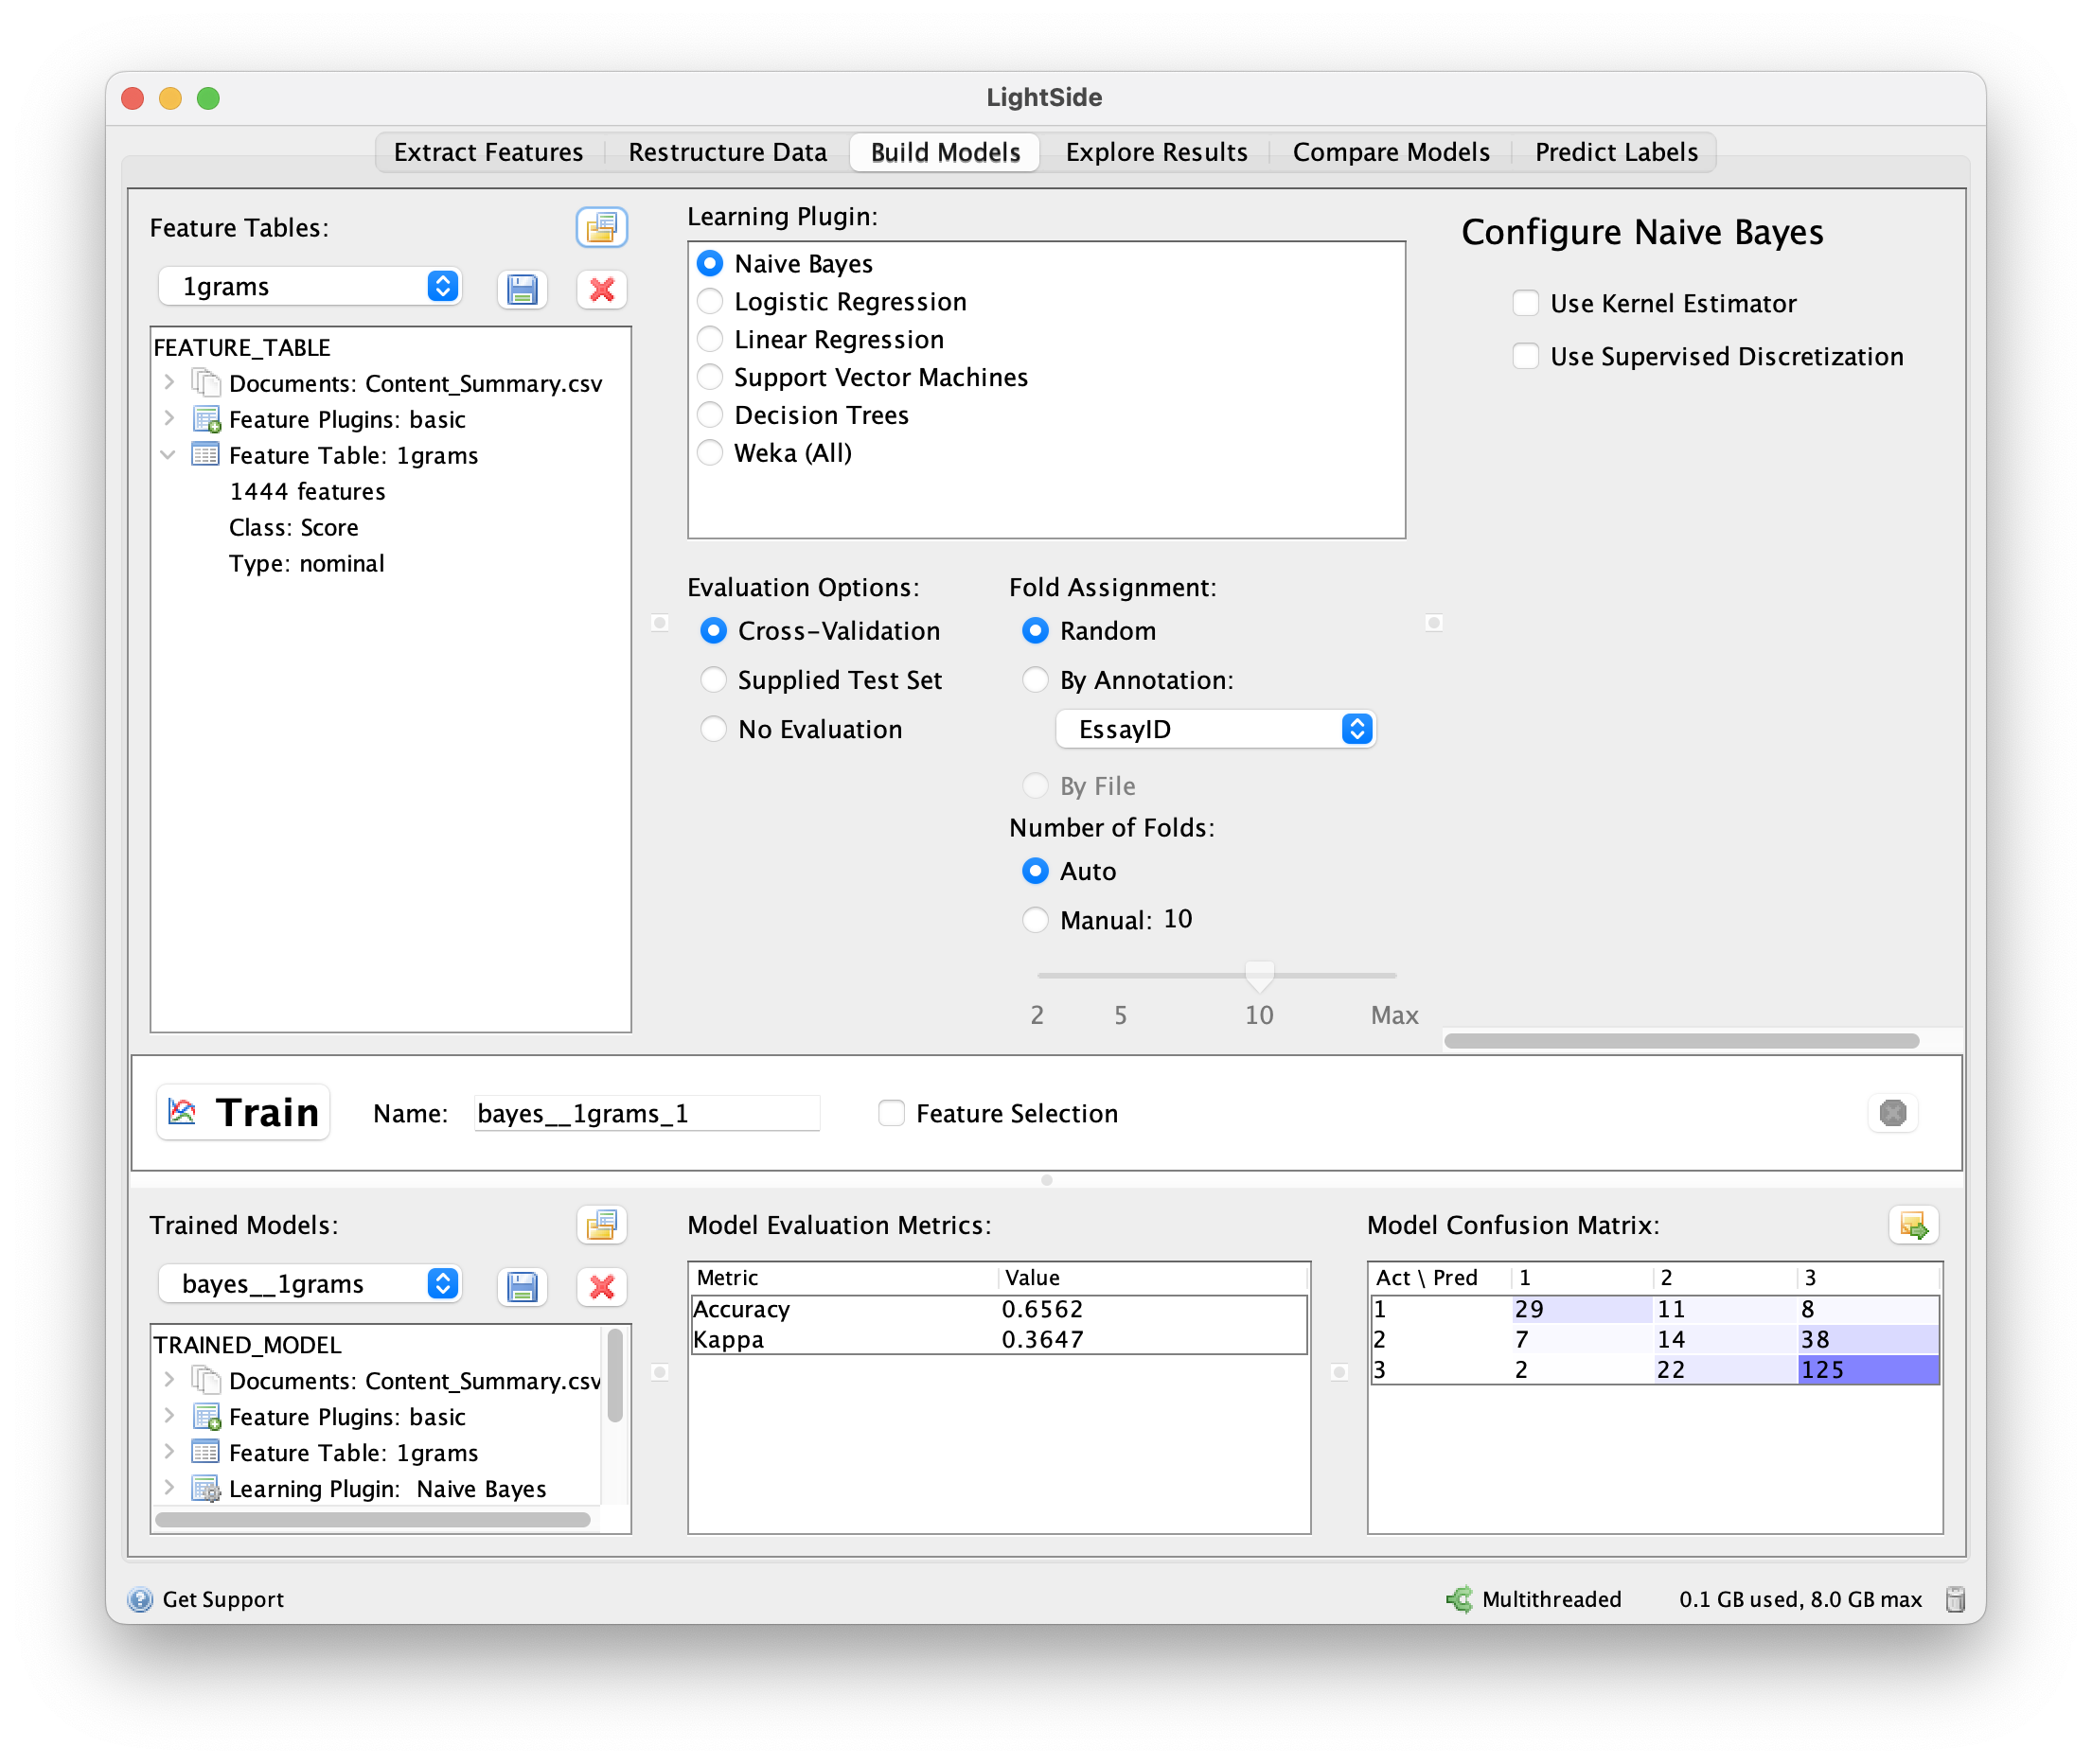 LightSide
Extract Features Restructure Data Build Models Explore Results Compare Models Predict Labels
Feature Tables:
1grams
FEATURE_TABLE
Documents: Content_Summary.csv
Feature Plugins: basic
Feature Table: 1grams
1444 features
Class: Score
Type: nominal
Learning Plugin:
Naive Bayes
Logistic Regression
Linear Regression
Support Vector Machines
Decision Trees
Weka (All)
Configure Naive Bayes
Use Kernel Estimator
Use Supervised Discretization
Evaluation Options:
Cross-Validation
Supplied Test Set
No Evaluation
Fold Assignment:
Random
By Annotation:
EssayID
By File
Number of Folds:
Auto
Manual: 10
2 5 10 Max
Train Name: bayes__1grams_1 Feature Selection
Trained Models:
bayes__1grams
TRAINED_MODEL
Documents: Content_Summary.csv
Feature Plugins: basic
Feature Table: 1grams
Learning Plugin: Naive Bayes
Model Evaluation Metrics:
Metric Value
Accuracy 0.6562
Kappa 0.3647
Model Confusion Matrix:
Act \ Pred 1 2 3
1 29 11 8
2 7 14 38
3 2 22 125
Get Support
Multithreaded 0.1 GB used, 8.0 GB max